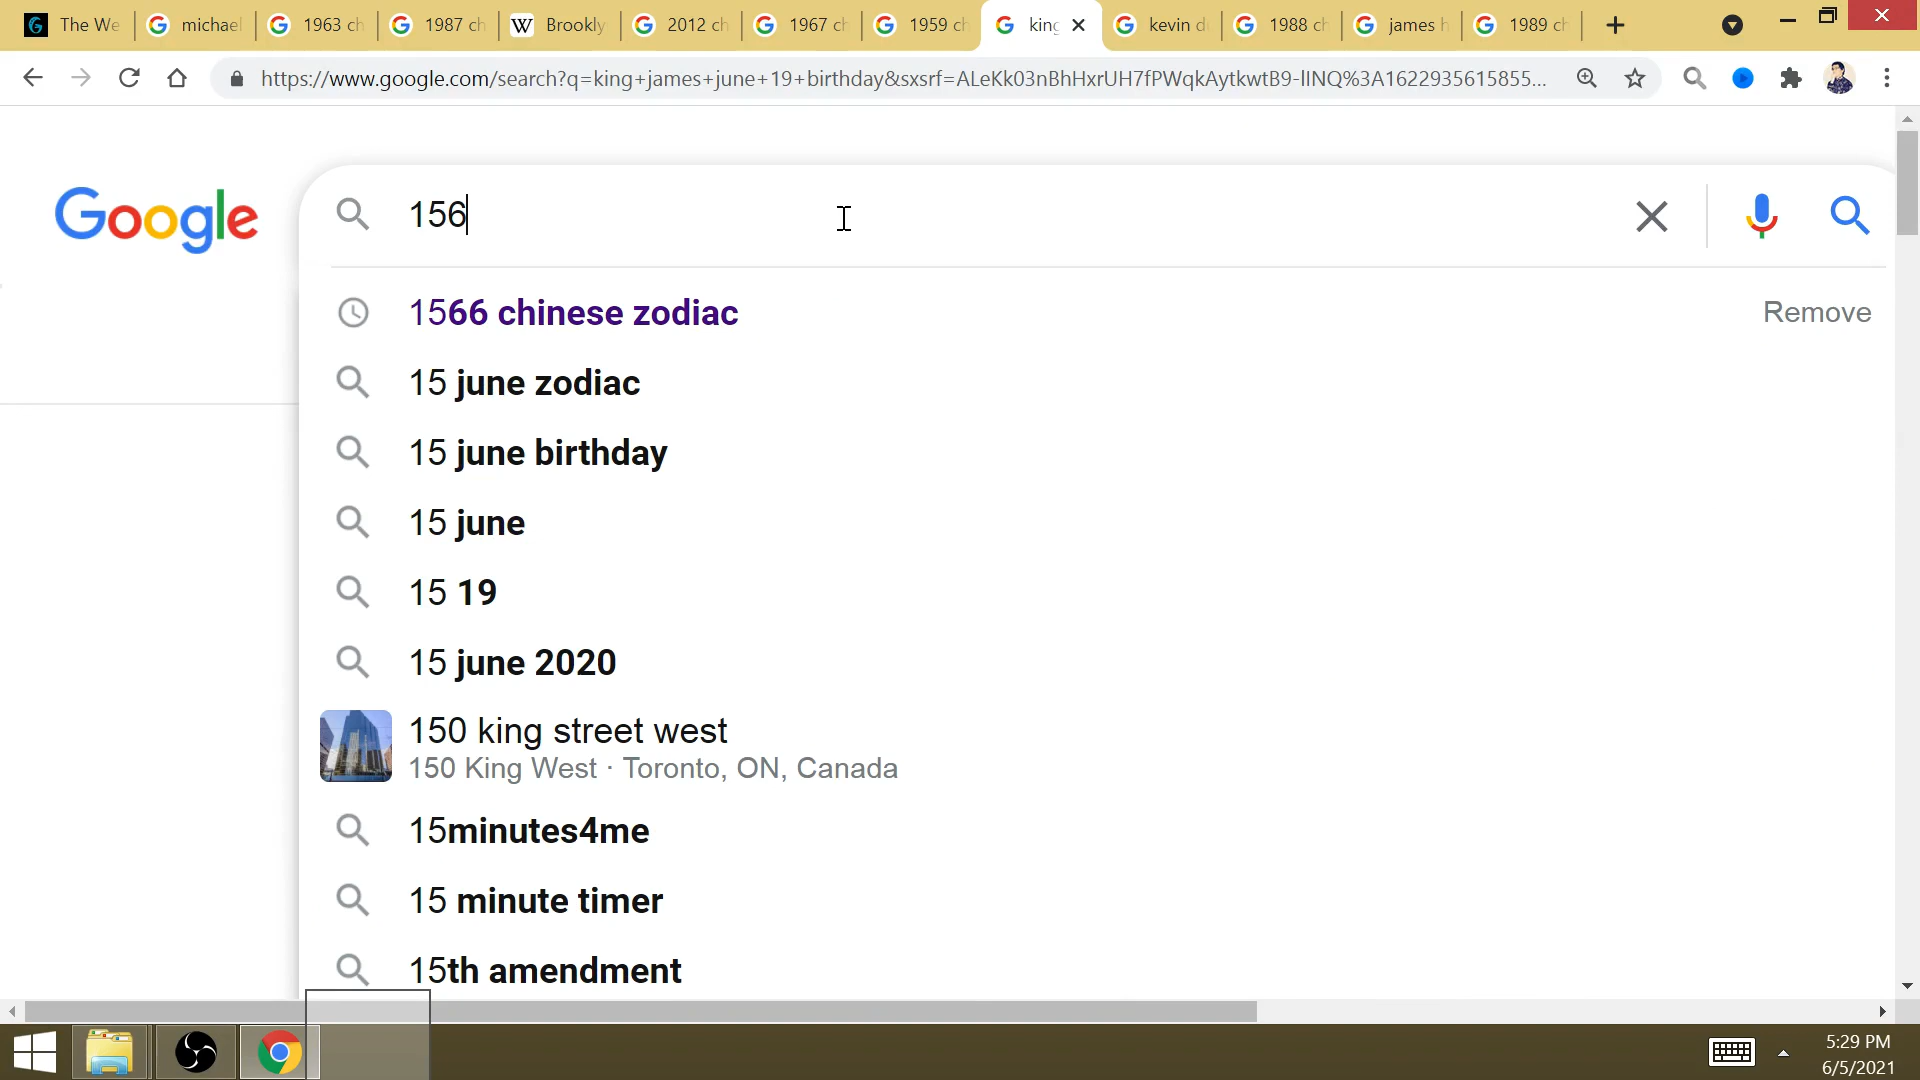 The We
michael
1963 ch
1987 ch
W Brookly
2012 ch
1967 ch
1959 ch
king
kevin d
1988 ch
james h
1989 ch
https://www.google.com/search?q=king+james+june+19+birthday&sxsrf=ALeKk03nBhHxrUH7fPWqkAytkwtB9-lINQ%3A1622935615855...
Google
156
1566 chinese zodiac
Remove
15 june zodiac
15 june birthday
15 june
15 19
15 june 2020
150 king street west
150 King West · Toronto, ON, Canada
15minutes4me
15 minute timer
15th amendment
5:29 PM
6/5/2021